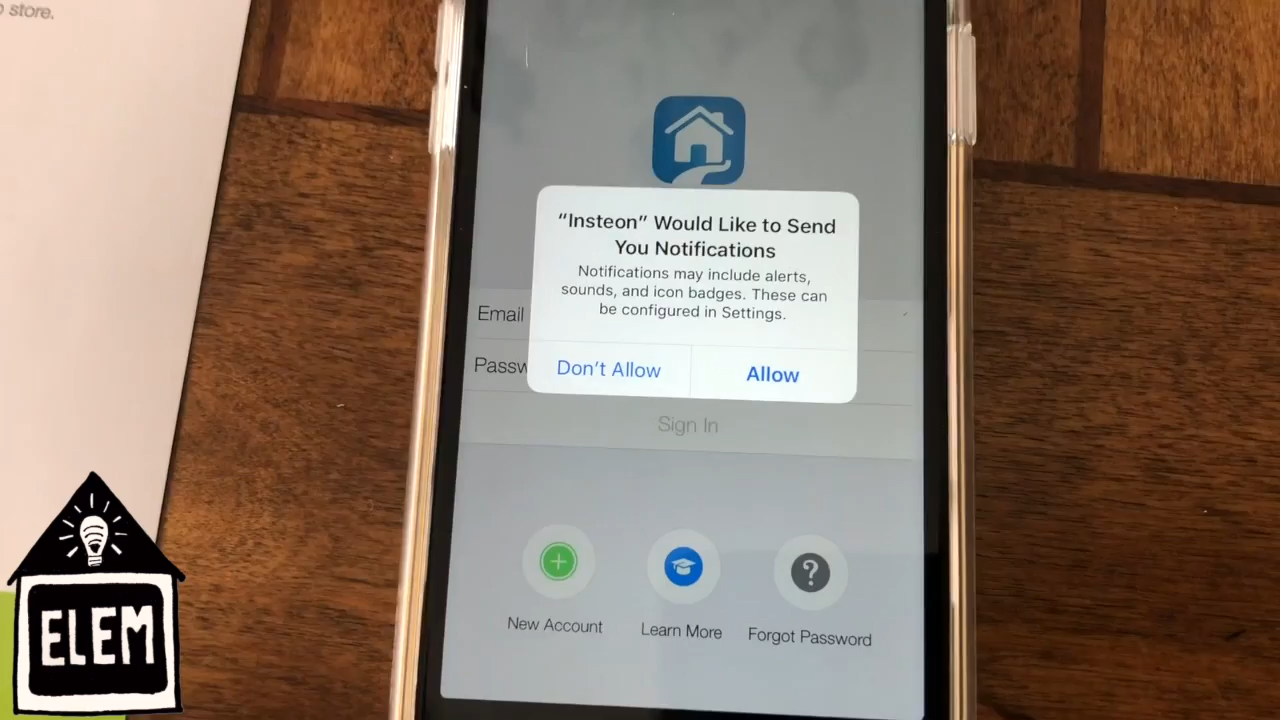 store.
"Insteon" Would Like to Send
You Notifications
Notifications may include alerts,
sounds, and icon badges. These can
be configured in Settings.
Email
Passw
Don't Allow
Allow
Sign In
New Account
Learn More
Forgot Password
ELEM